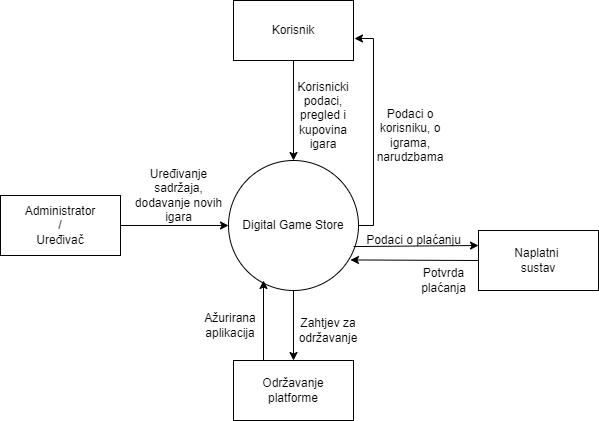 Korisnik
Korisnicki
podaci,
pregled i
kupovina
igara
Podaci o
korisniku, o
igrama,
narudzbama
Uređivanje
sadržaja,
dodavanje novih
igara
Administrator
/
Uređivač
Digital Game Store
Podaci o plaćanju
Potvrda
plaćanja
Naplatni
sustav
Ažurirana
aplikacija
Zahtjev za
održavanje
Održavanje
platforme